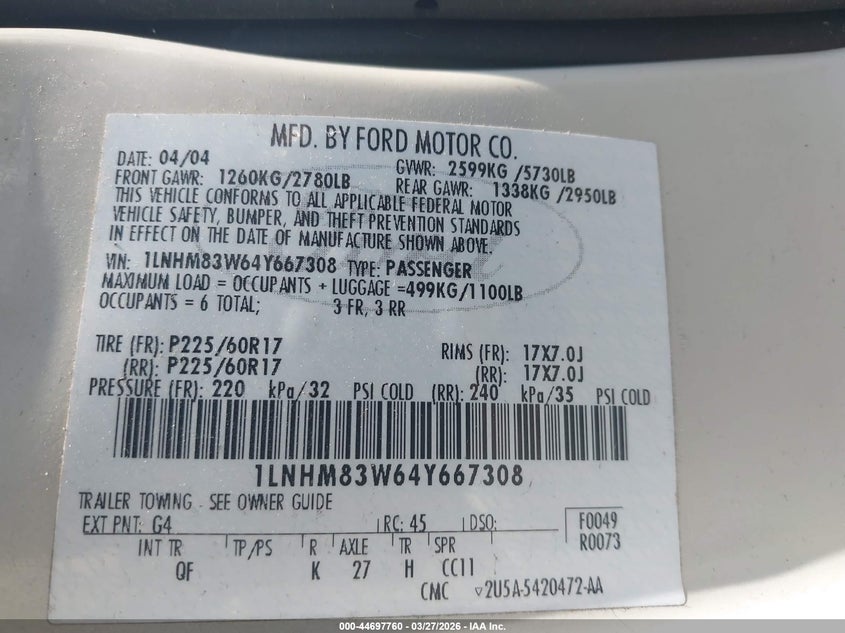 MFD. BY FORD MOTOR CO.
DATE: 04/04 GVWR: 2599KG /5730LB
FRONT GAWR: 1260KG/2780LB REAR GAWR: 1338KG /2950LB
THIS VEHICLE CONFORMS TO ALL APPLICABLE FEDERAL MOTOR
VEHICLE SAFETY, BUMPER, AND THEFT PREVENTION STANDARDS
IN EFFECT ON THE DATE OF MANUFACTURE SHOWN ABOVE.
VIN: 1LNHM83W64Y667308 TYPE: PASSENGER
MAXIMUM LOAD = OCCUPANTS + LUGGAGE =499KG/1100LB
OCCUPANTS = 6 TOTAL; 3 FR, 3 RR
TIRE (FR): P225/60R17 RIMS (FR): 17X7.0J
(RR): P225/60R17 (RR): 17X7.0J
PRESSURE (FR): 220 kPa/32 PSI COLD (RR): 240 kPa/35 PSI COLD
1LNHM83W64Y667308
TRAILER TOWING - SEE OWNER GUIDE
EXT PNT: G4 RC: 45 DSO: F0049
INT TR TP/PS R AXLE TR SPR R0073
QF K 27 H CC11
CMC ▽2U5A-5420472-AA
000-44697760 - 03/27/2026 - IAA Inc.